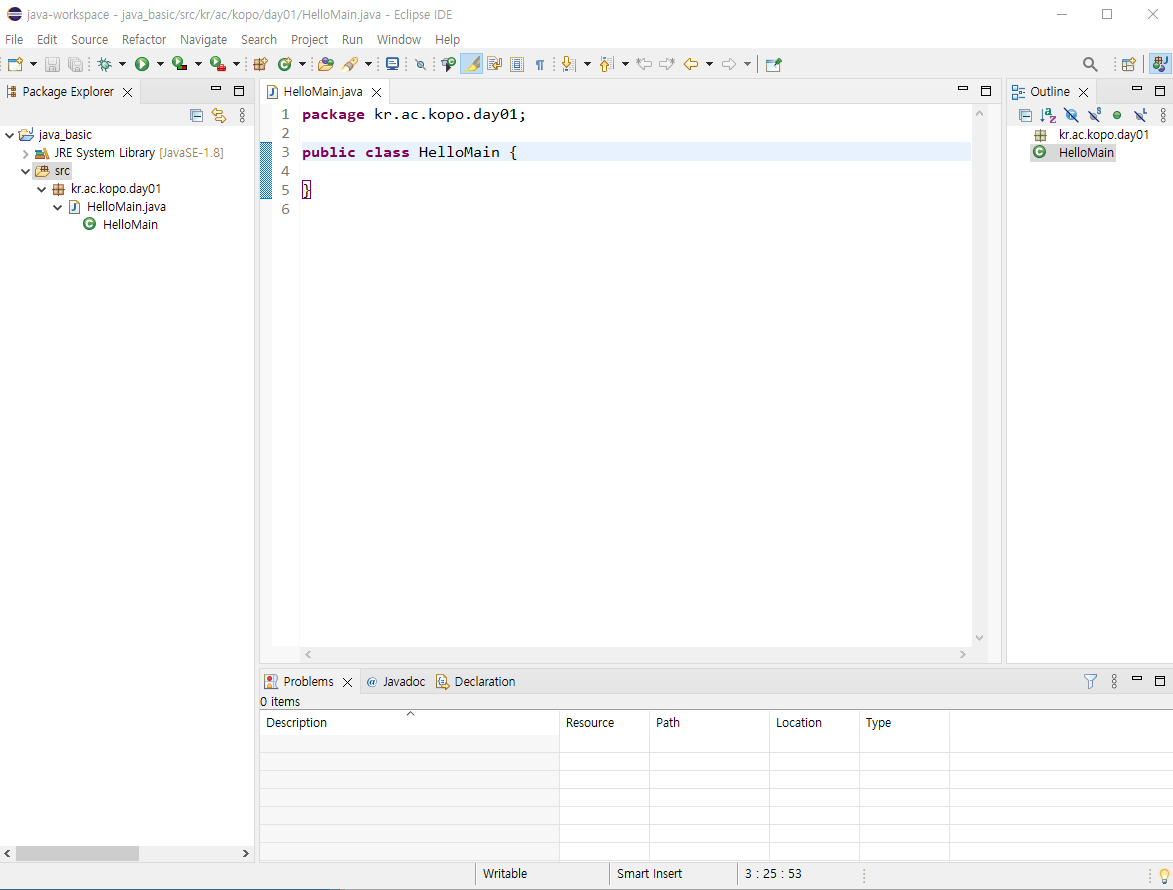 java-workspace - java_basic/src/kr/ac/kopo/day01/HelloMain.java - Eclipse IDE
File Edit Source Refactor Navigate Search Project Run Window Help
Package Explorer
java_basic
JRE System Library [JavaSE-1.8]
src
kr.ac.kopo.day01
HelloMain.java
HelloMain
HelloMain.java
1 package kr.ac.kopo.day01;
2
3 public class HelloMain {
4
5 }
6
Outline
kr.ac.kopo.day01
HelloMain
Problems @ Javadoc Declaration
0 items
Description Resource Path Location Type
Writable Smart Insert 3 : 25 : 53